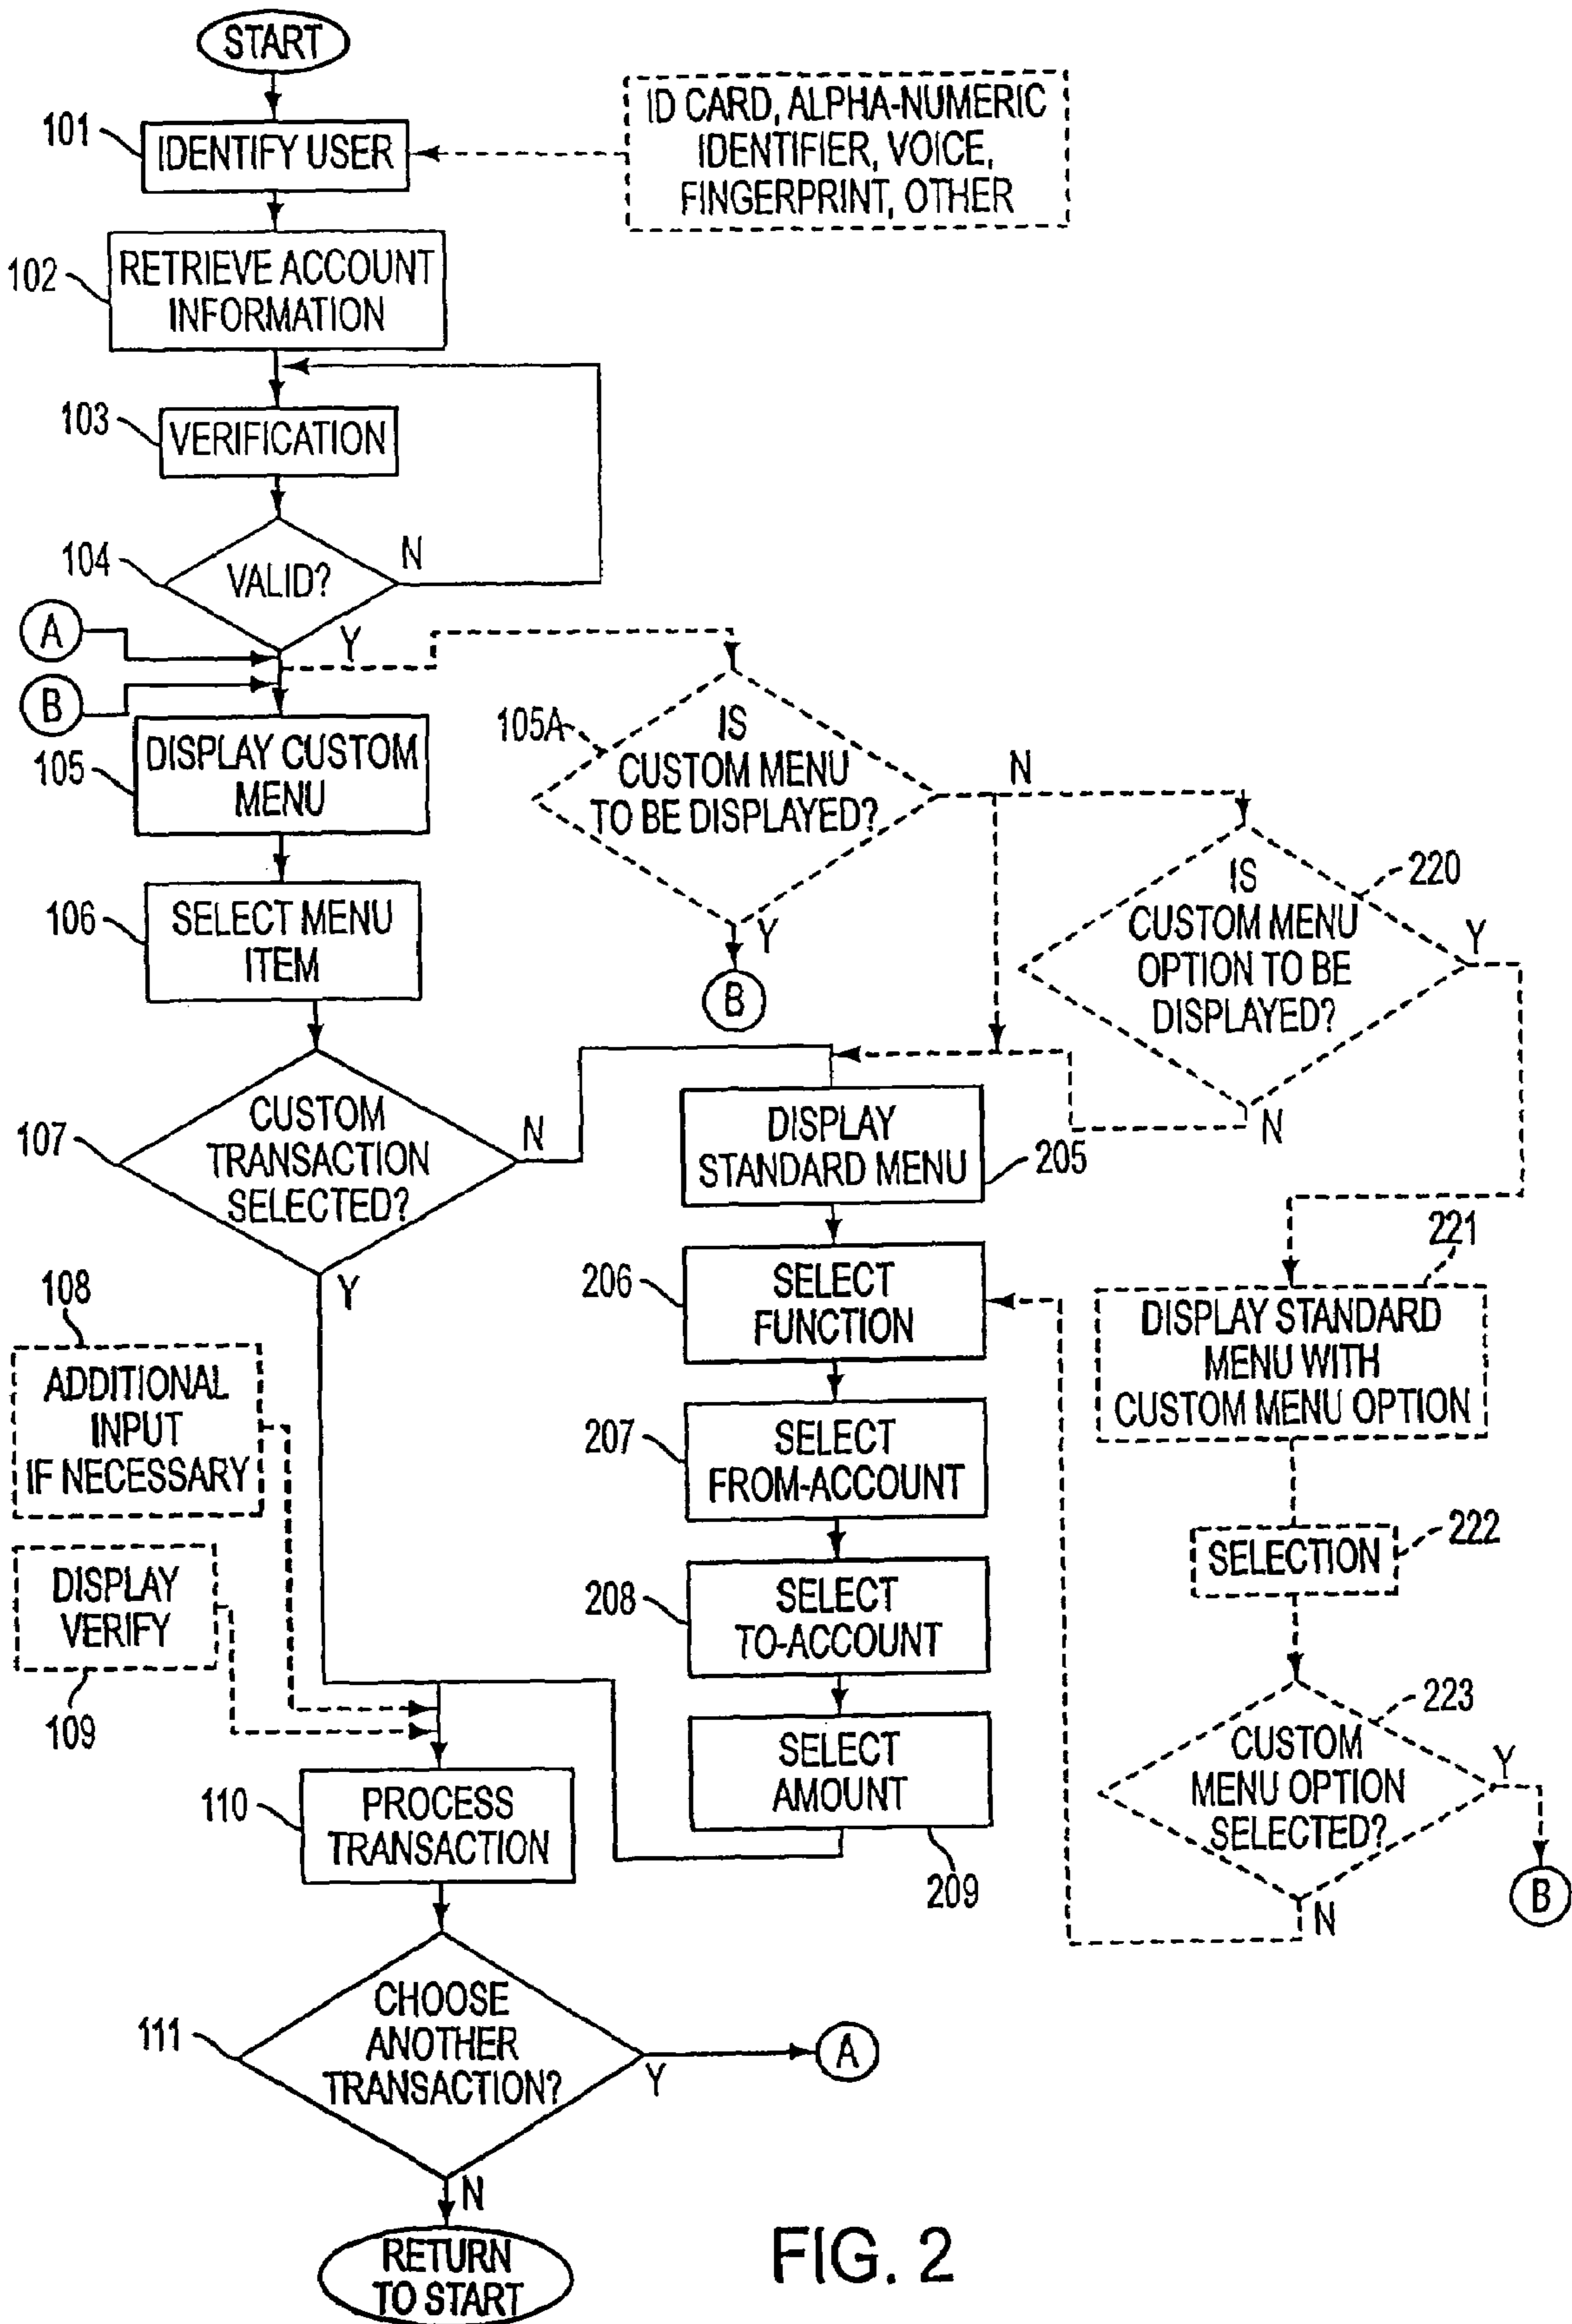 START
101
IDENTIFY USER
ID CARD, ALPHA-NUMERIC
IDENTIFIER, VOICE,
FINGERPRINT, OTHER
102
RETRIEVE ACCOUNT
INFORMATION
103
VERIFICATION
104
VALID?
N
Y
A
B
105
DISPLAY CUSTOM
MENU
105A
IS
CUSTOM MENU
TO BE DISPLAYED?
N
Y
B
220
IS
CUSTOM MENU
OPTION TO BE
DISPLAYED?
Y
N
106
SELECT MENU
ITEM
107
CUSTOM
TRANSACTION
SELECTED?
N
Y
DISPLAY
STANDARD MENU
205
206
SELECT
FUNCTION
221
DISPLAY STANDARD
MENU WITH
CUSTOM MENU OPTION
108
ADDITIONAL
INPUT
IF NECESSARY
207
SELECT
FROM-ACCOUNT
SELECTION
222
DISPLAY
VERIFY
109
208
SELECT
TO-ACCOUNT
223
CUSTOM
MENU OPTION
SELECTED?
Y
B
N
SELECT
AMOUNT
209
110
PROCESS
TRANSACTION
111
CHOOSE
ANOTHER
TRANSACTION?
Y
A
N
RETURN
TO START
FIG. 2